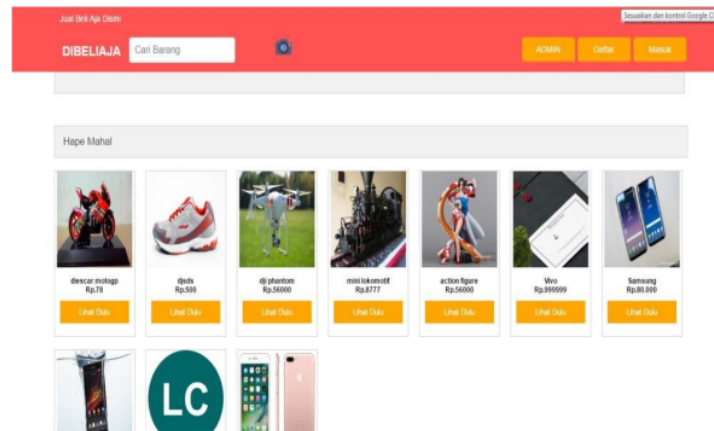 Jual Beli Aja Disini
Sesuaikan dan kontrol Google C
DIBELIAJA
Cari Barang
ADMIN
Daftar
Masuk
Hape Mahal
diescar motogp
Rp.78
Lihat Dulu
djsds
Rp.500
Lihat Dulu
dji phantom
Rp.56000
Lihat Dulu
mini lokomotif
Rp.8777
Lihat Dulu
action figure
Rp.56000
Lihat Dulu
Vivo
Rp.999999
Lihat Dulu
Samsung
Rp.80.000
Lihat Dulu
LC